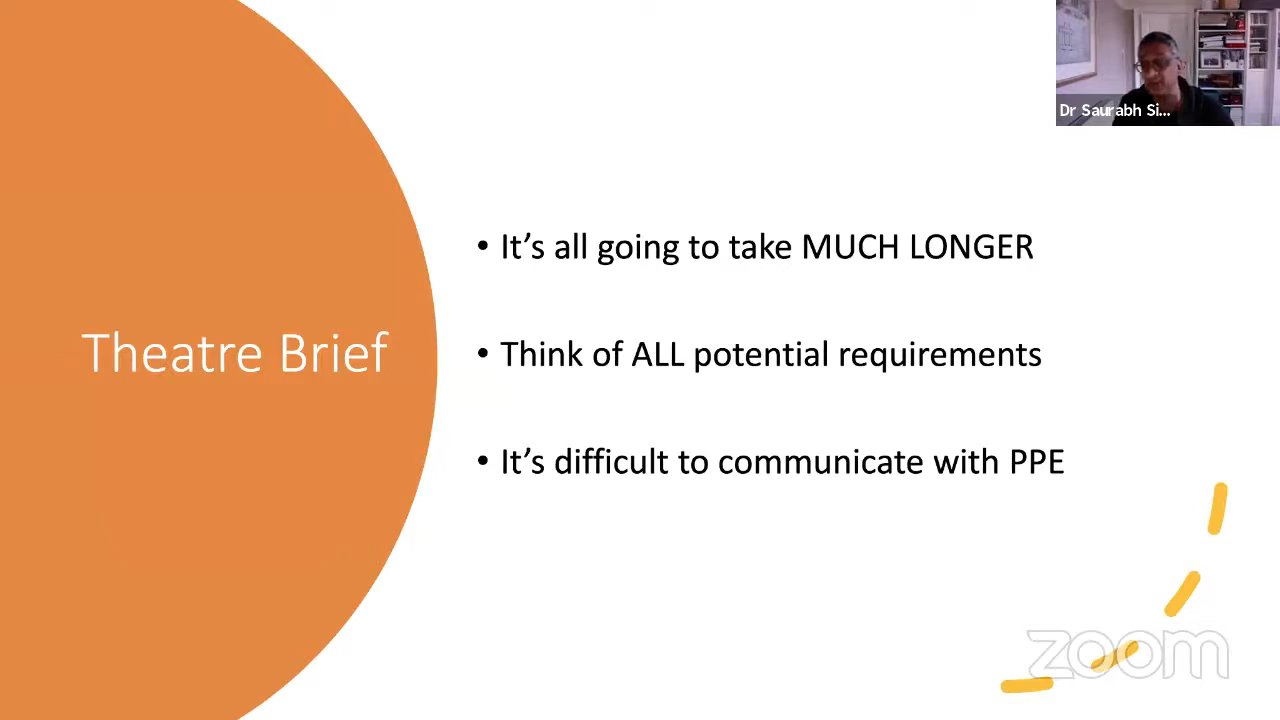 Dr Saurabh Si...
• It's all going to take MUCH LONGER
Theatre Brief
• Think of ALL potential requirements
• It's difficult to communicate with PPE
zoom